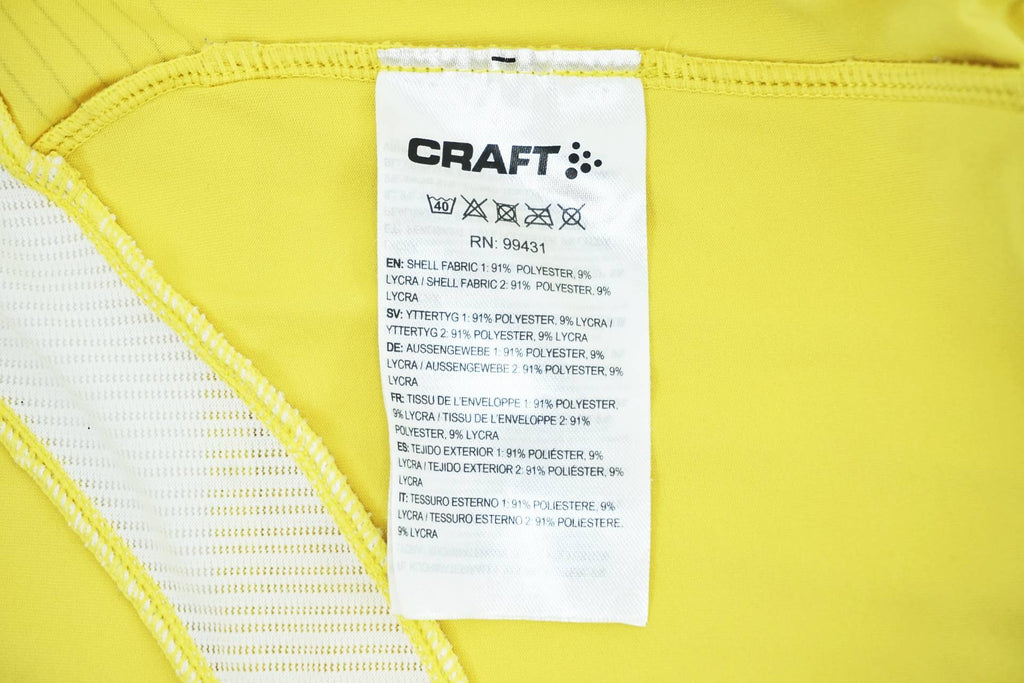 CRAFT
40
RN: 99431
EN: SHELL FABRIC 1: 91% POLYESTER, 9%
LYCRA / SHELL FABRIC 2: 91% POLYESTER, 9%
LYCRA
SV: YTTERTYG 1: 91% POLYESTER, 9% LYCRA /
YTTERTYG 2: 91% POLYESTER, 9% LYCRA
DE: AUSSENGEWEBE 1: 91% POLYESTER, 9%
LYCRA / AUSSENGEWEBE 2: 91% POLYESTER, 9%
LYCRA
FR: TISSU DE L'ENVELOPPE 1: 91% POLYESTER,
9% LYCRA / TISSU DE L'ENVELOPPE 2: 91%
POLYESTER, 9% LYCRA
ES: TEJIDO EXTERIOR 1: 91% POLIÉSTER, 9%
LYCRA / TEJIDO EXTERIOR 2: 91% POLIÉSTER, 9%
LYCRA
IT: TESSURO ESTERNO 1: 91% POLIESTERE, 9%
LYCRA / TESSURO ESTERNO 2: 91% POLIESTERE,
9% LYCRA